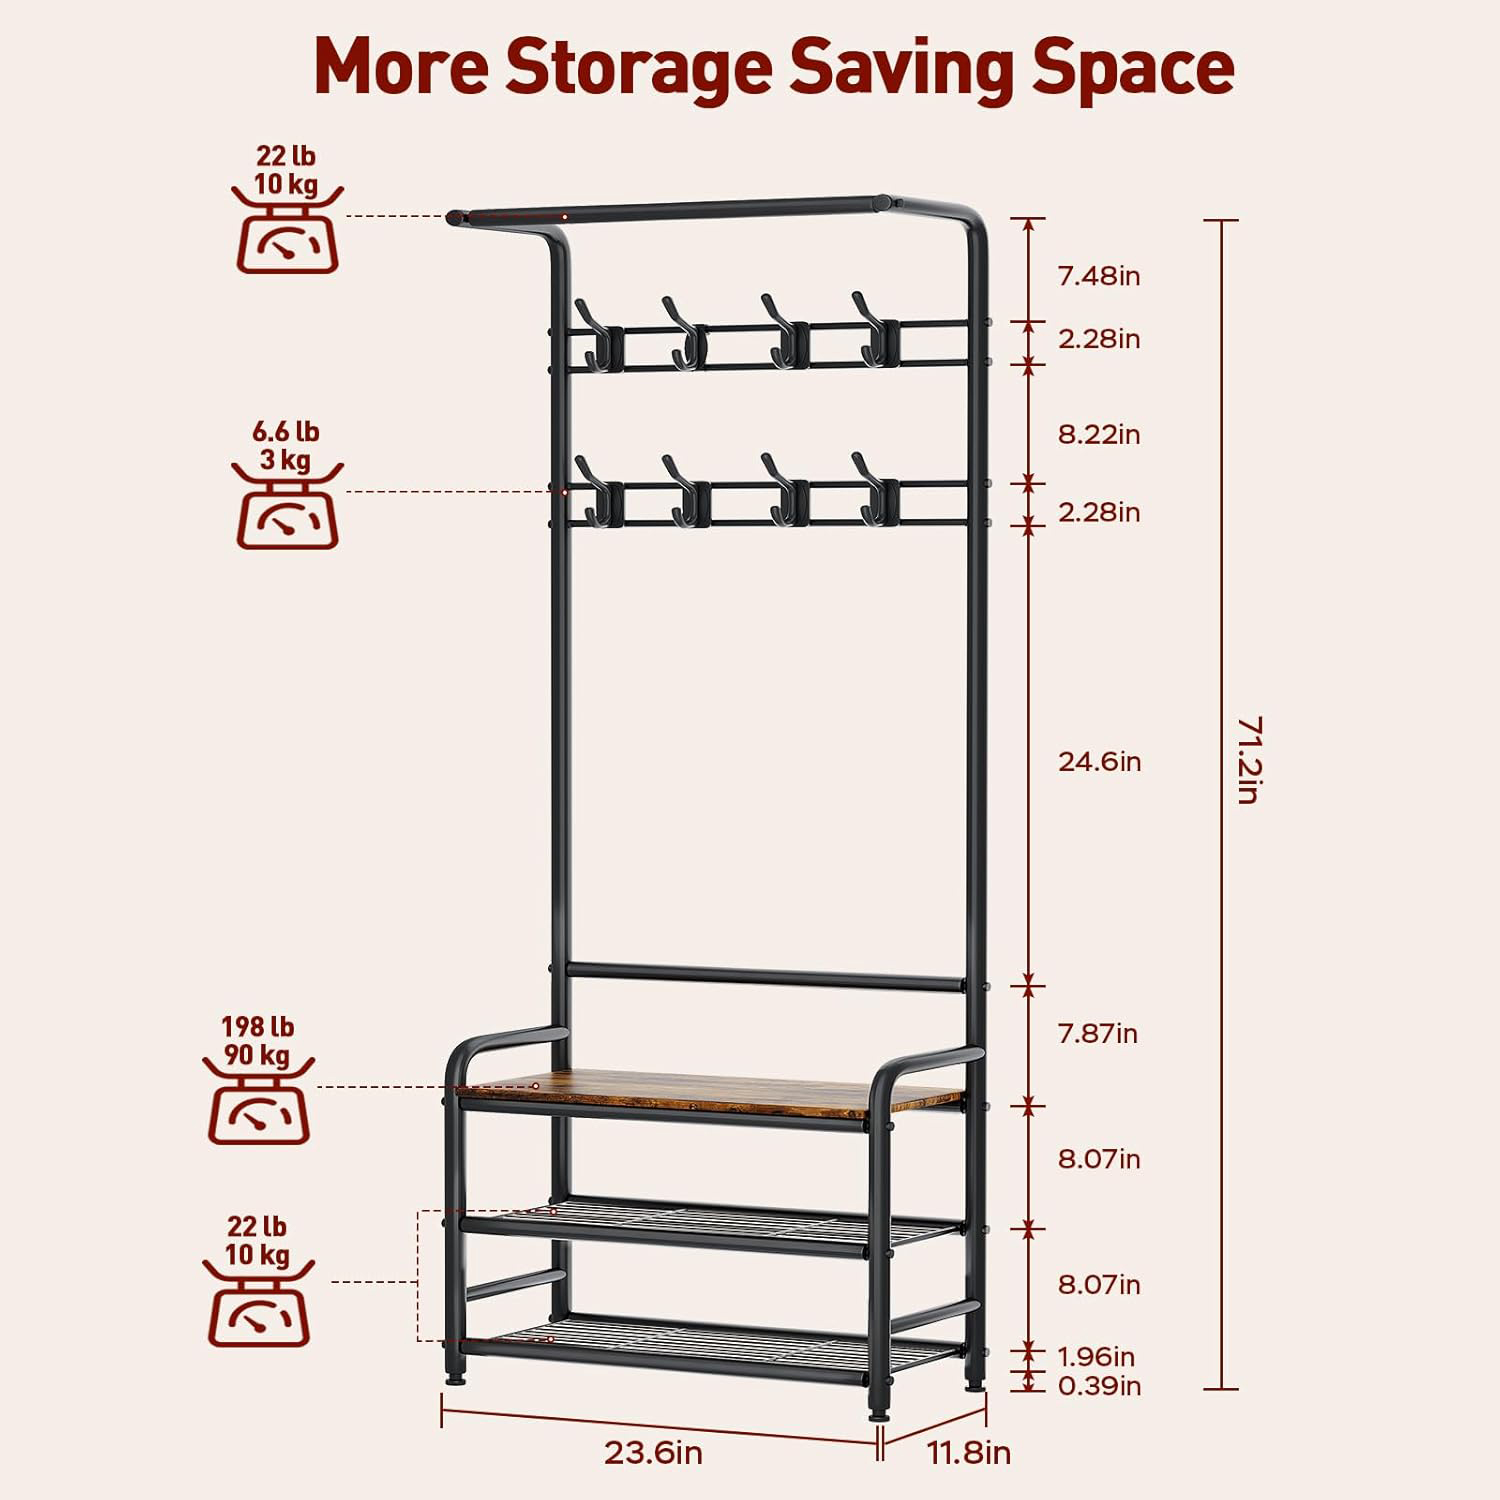 More Storage Saving Space
22 lb
10 kg
7.48in
2.28in
6.6 lb
3 kg
8.22in
2.28in
24.6in
71.2in
198 lb
90 kg
7.87in
8.07in
22 lb
10 kg
8.07in
1.96in
0.39in
23.6in
11.8in